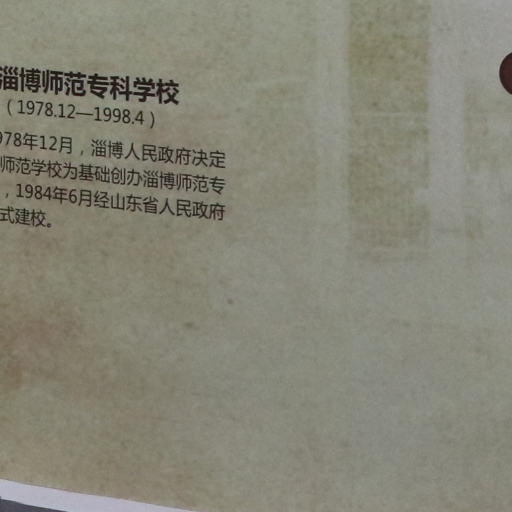 淄博师范专科学校
（1978.12—1998.4）
978年12月，淄博人民政府决定
师范学校为基础创办淄博师范专
，1984年6月经山东省人民政府
式建校。